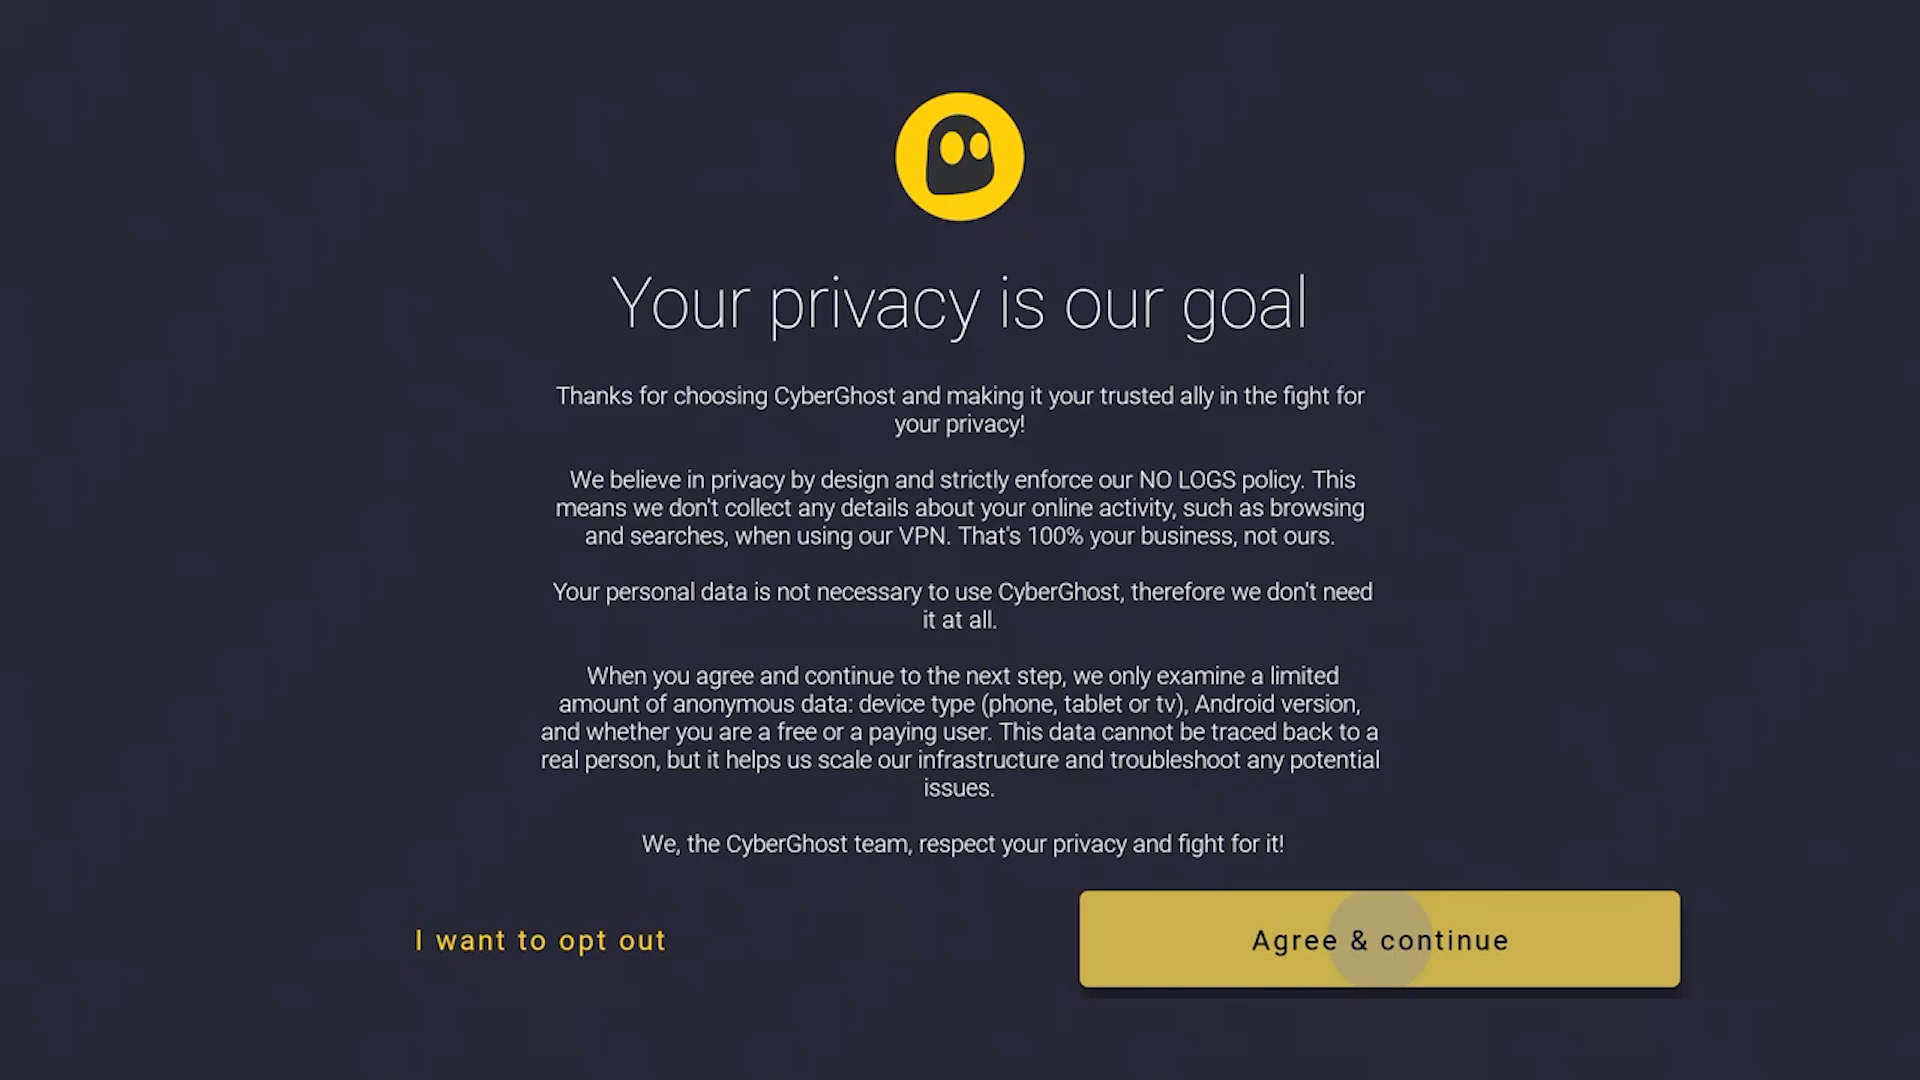 Your privacy is our goal
Thanks for choosing CyberGhost and making it your trusted ally in the fight for
your privacy!
We believe in privacy by design and strictly enforce our NO LOGS policy. This
means we don't collect any details about your online activity, such as browsing
and searches, when using our VPN. That's 100% your business, not ours.
Your personal data is not necessary to use CyberGhost, therefore we don't need
it at all.
When you agree and continue to the next step, we only examine a limited
amount of anonymous data: device type (phone, tablet or tv), Android version,
and whether you are a free or a paying user. This data cannot be traced back to a
real person, but it helps us scale our infrastructure and troubleshoot any potential
issues.
We, the CyberGhost team, respect your privacy and fight for it!
I want to opt out
Agree & continue